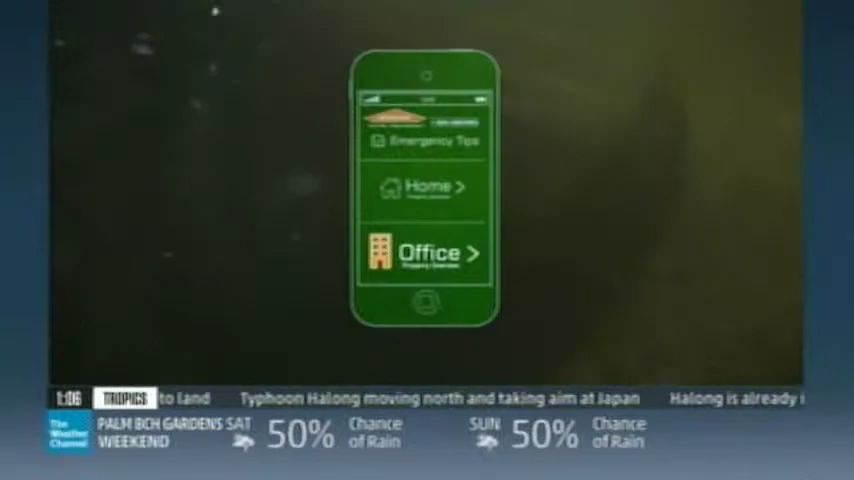 Emergency Tips
Home >
Office >
1:06 TROPICS to land Typhoon Halong moving north and taking aim at Japan Halong is already
The Weather Channel
PALM BCH GARDENS SAT 50% Chance of Rain SUN 50% Chance of Rain
WEEKEND